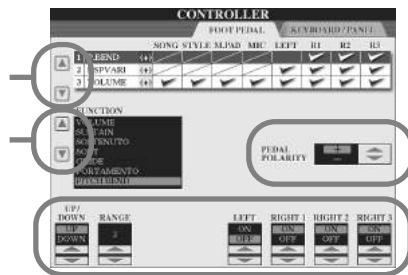 CONTROLLER
FOOT PEDAL KEYBOARD/PANEL
SONG STYLE M.PAD MIC LEFT R1 R2 R3
1 P.BEND (+)
2 (+)
3 VOLUME (+)
FUNCTION
VOLUME
SUSTAIN
SOSTENUTO
SOFT
GLIDE
PORTAMENTO
PITCH BEND
PEDAL
POLARITY
+
−
UP/
DOWN RANGE LEFT RIGHT 1 RIGHT 2 RIGHT 3
UP ON ON ON ON
DOWN 2 OFF OFF OFF OFF